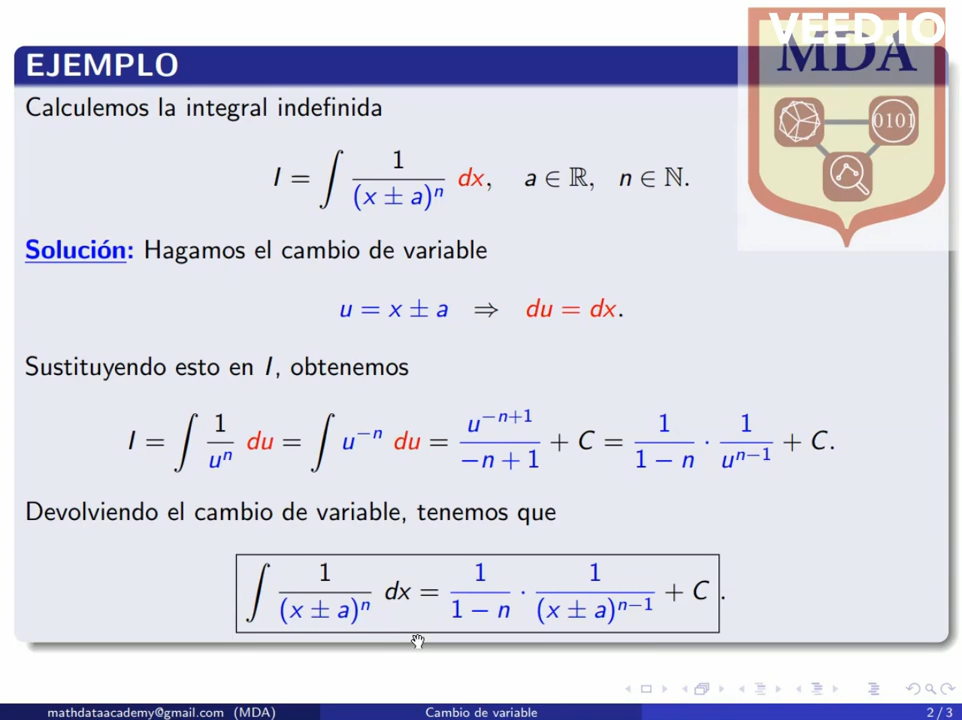 VEED.IO
MDA
0101
EJEMPLO
Calculemos la integral indefinida
I = ∫ 1/(x ± a)ⁿ dx, a ∈ ℝ, n ∈ ℕ.
Solución: Hagamos el cambio de variable
u = x ± a ⇒ du = dx.
Sustituyendo esto en I, obtenemos
I = ∫ 1/uⁿ du = ∫ u⁻ⁿ du = u⁻ⁿ⁺¹/(−n + 1) + C = 1/(1 − n) · 1/uⁿ⁻¹ + C.
Devolviendo el cambio de variable, tenemos que
∫ 1/(x ± a)ⁿ dx = 1/(1 − n) · 1/(x ± a)ⁿ⁻¹ + C.
mathdataacademy@gmail.com (MDA) Cambio de variable 2 / 3